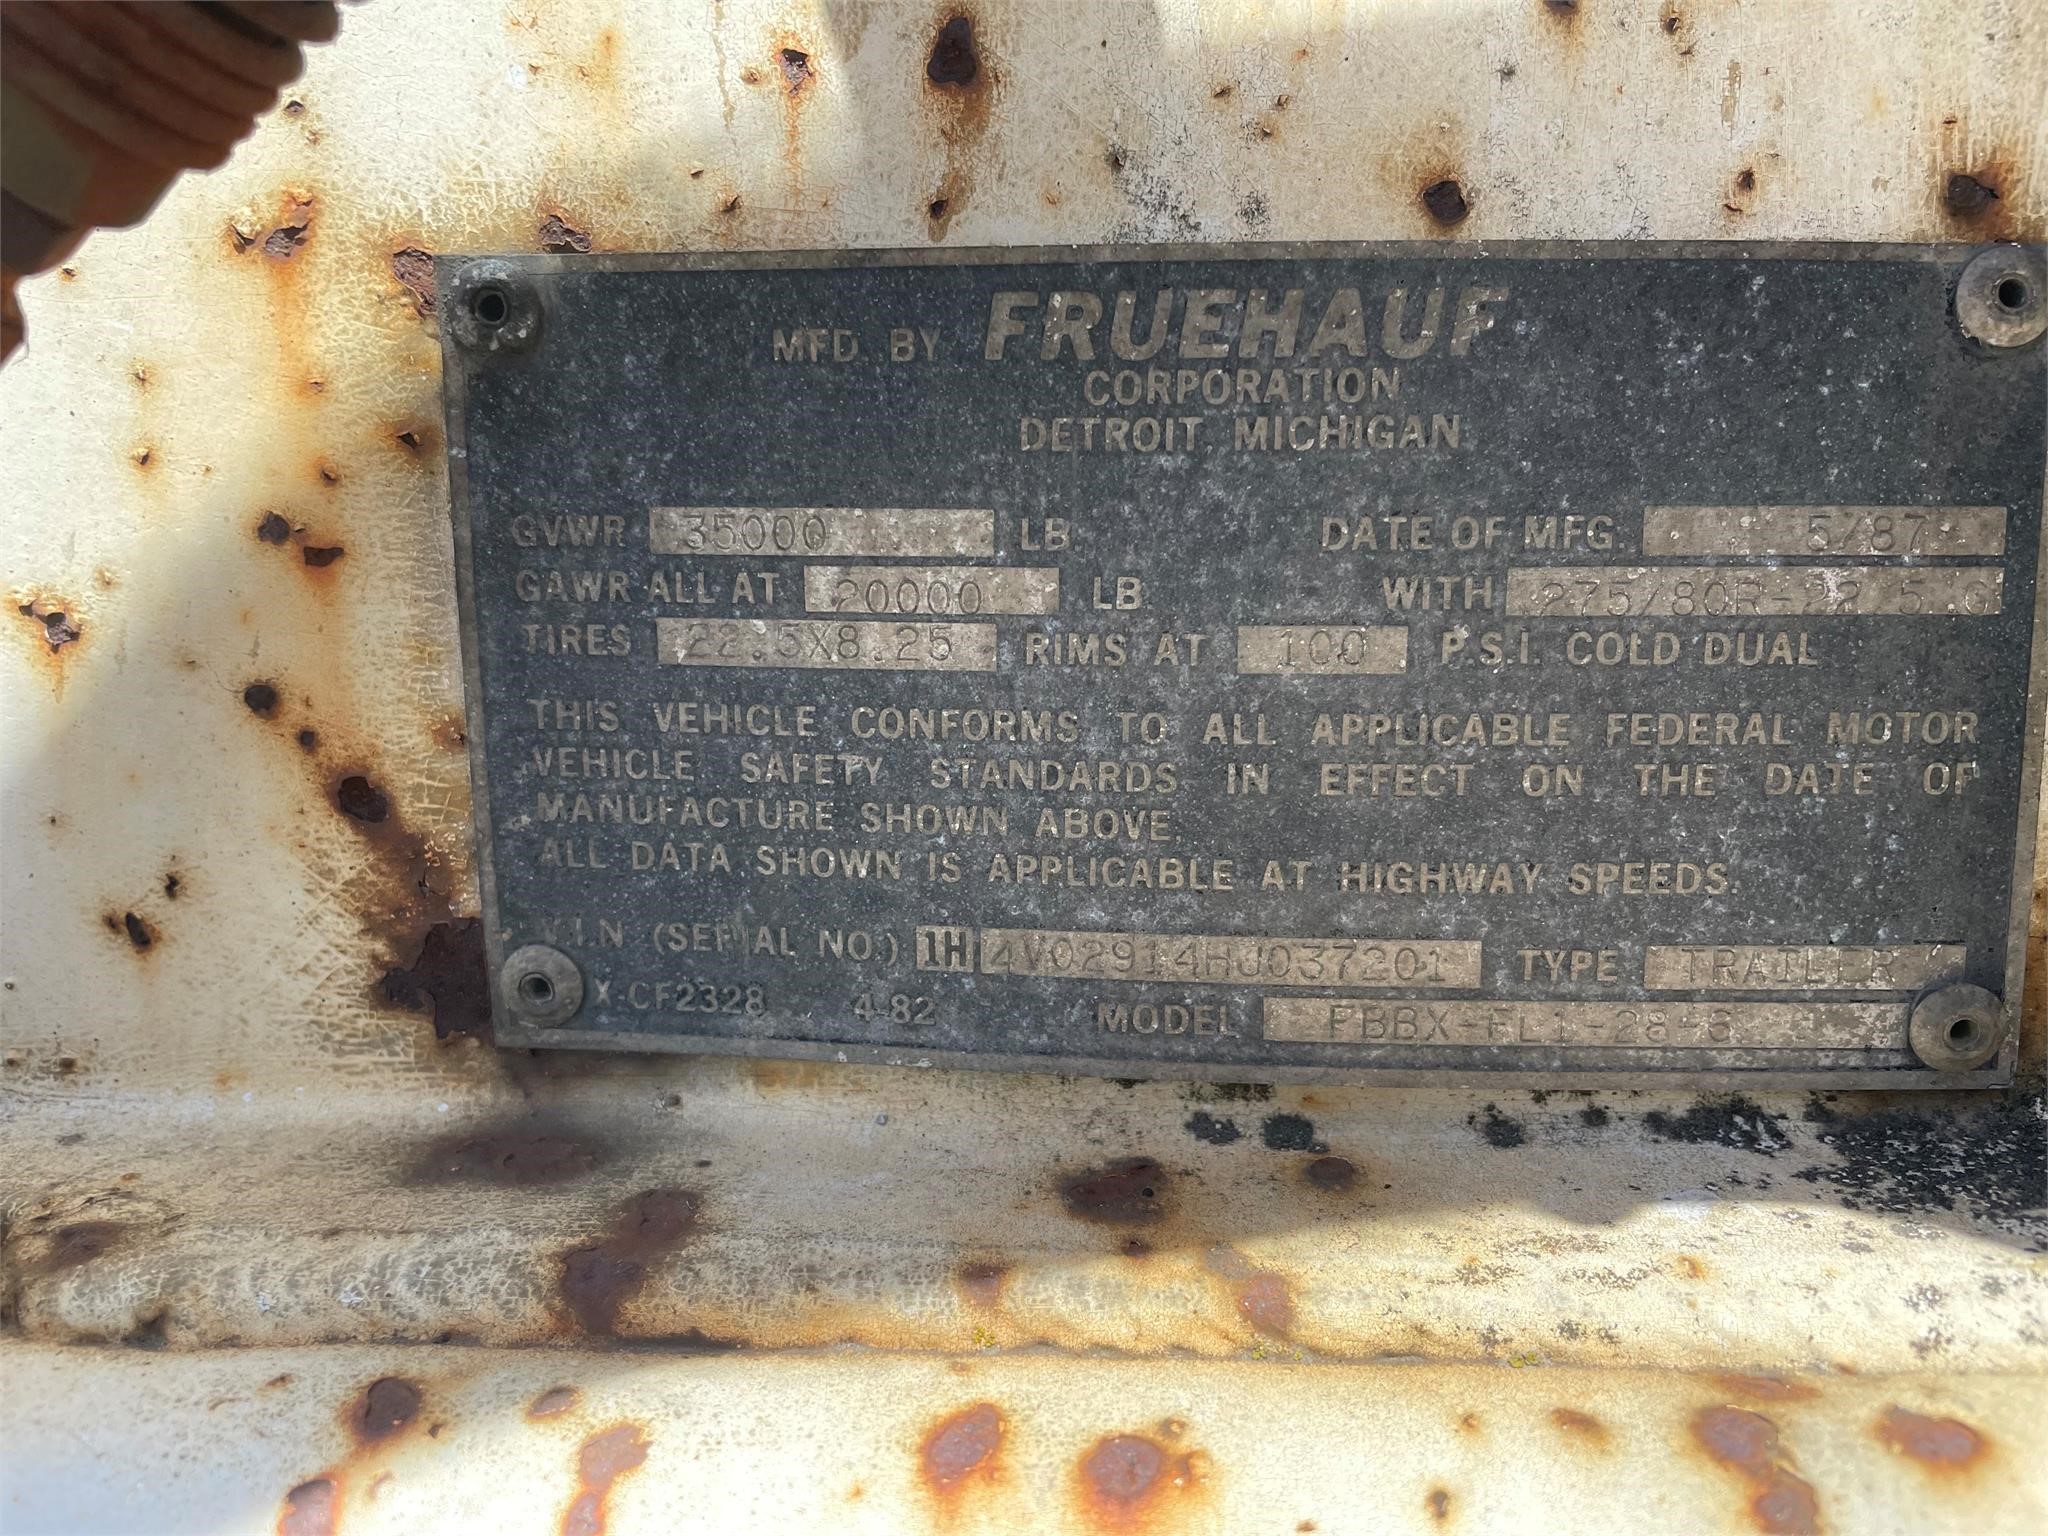 MFD. BY FRUEHAUF
CORPORATION
DETROIT, MICHIGAN
GVWR 35000 LB. DATE OF MFG. 5/87
GAWR ALL AT 20000 LB. WITH 275/80R-22.5 G
TIRES 22.5X8.25 RIMS AT 100 P.S.I. COLD DUAL
THIS VEHICLE CONFORMS TO ALL APPLICABLE FEDERAL MOTOR
VEHICLE SAFETY STANDARDS IN EFFECT ON THE DATE OF
MANUFACTURE SHOWN ABOVE.
ALL DATA SHOWN IS APPLICABLE AT HIGHWAY SPEEDS.
V.I.N (SERIAL NO.) 1H 4V02914HJ037201 TYPE TRAILER
X-CF2328 4-82 MODEL